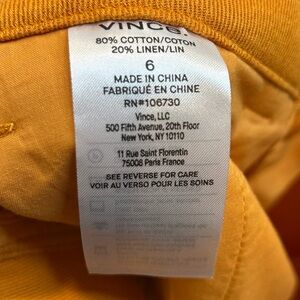 VINCE.
80% COTTON/COTON
20% LINEN/LIN
6
MADE IN CHINA
FABRIQUÉ EN CHINE
RN#106730
Vince, LLC
500 Fifth Avenue, 20th Floor
New York, NY 10110
11 Rue Saint Florentin
75008 Paris France
SEE REVERSE FOR CARE
VOIR AU VERSO POUR LES SOINS